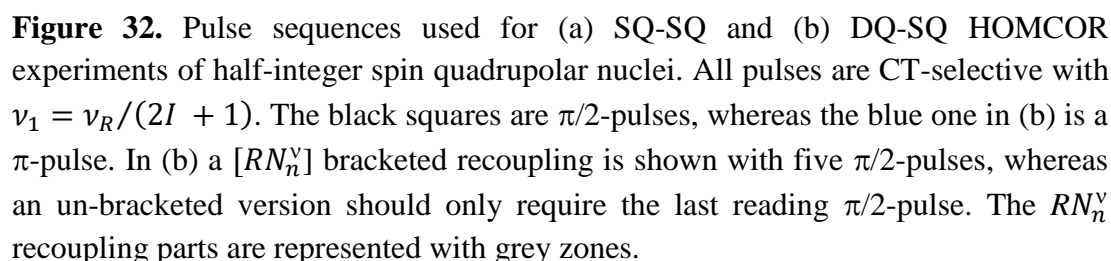 Figure 32. Pulse sequences used for (a) SQ-SQ and (b) DQ-SQ HOMCOR
experiments of half-integer spin quadrupolar nuclei. All pulses are CT-selective with
𝜈₁ = 𝜈_R/(2𝐼 + 1). The black squares are π/2-pulses, whereas the blue one in (b) is a
π-pulse. In (b) a [𝑅𝑁ₙ^ν] bracketed recoupling is shown with five π/2-pulses, whereas
an un-bracketed version should only require the last reading π/2-pulse. The 𝑅𝑁ₙ^ν
recoupling parts are represented with grey zones.